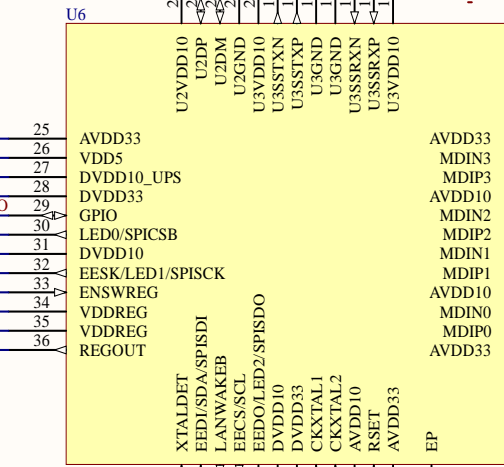 U6
U2VDD10
U2DP
U2DM
U2GND
U3VDD10
U3SSTXN
U3SSTXP
U3GND
U3GND
U3SSRXN
U3SSRXP
U3VDD10
25 AVDD33 AVDD33
26 VDD5 MDIN3
27 DVDD10_UPS MDIP3
28 DVDD33 AVDD10
29 GPIO MDIN2
30 LED0/SPICSB MDIP2
31 DVDD10 MDIN1
32 EESK/LED1/SPISCK MDIP1
33 ENSWREG AVDD10
34 VDDREG MDIN0
35 VDDREG MDIP0
36 REGOUT AVDD33
XTALDET
EEDI/SDA/SPISDI
LANWAKEB
EECS/SCL
EEDO/LED2/SPISDO
DVDD10
DVDD33
CKXTAL1
CKXTAL2
AVDD10
RSET
AVDD33
EP